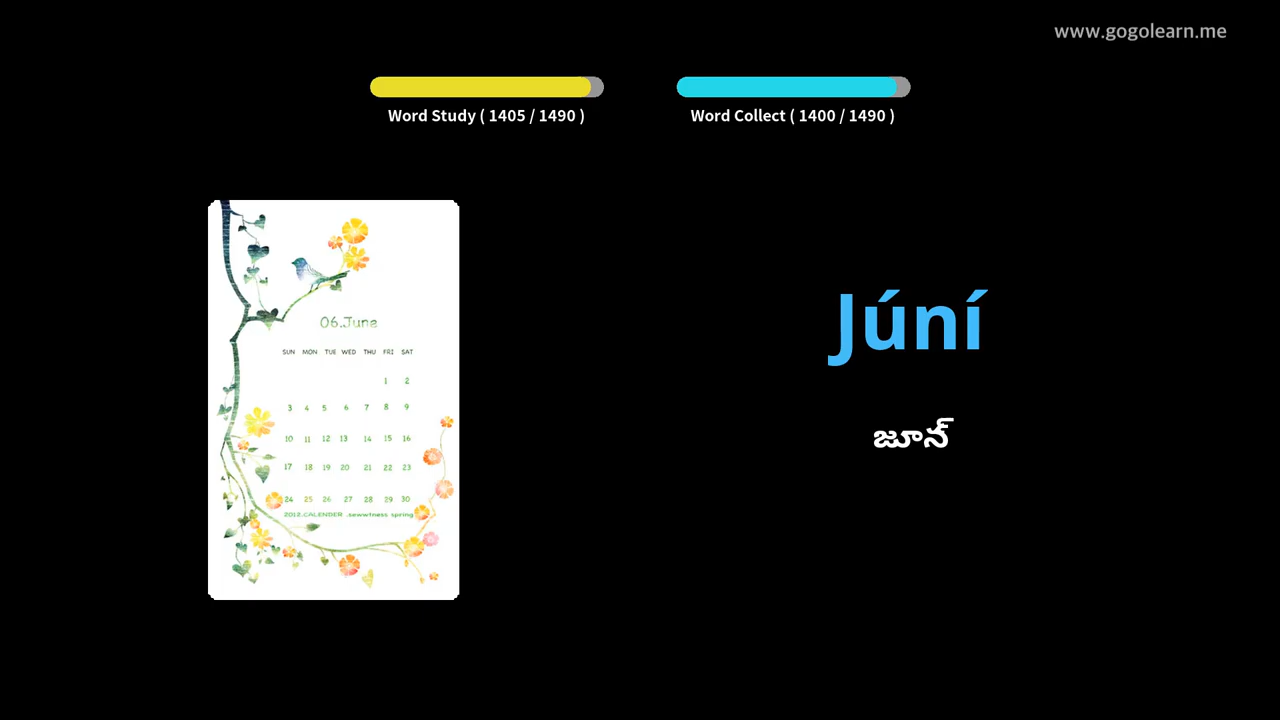 www.gogolearn.me
Word Study ( 1405 / 1490 )
Word Collect ( 1400 / 1490 )
06.June
SUN MON TUE WED THU FRI SAT
1 2
3 4 5 6 7 8 9
10 11 12 13 14 15 16
17 18 19 20 21 22 23
24 25 26 27 28 29 30
2012.CALENDER .sewwtness spring
Júní
జూన్